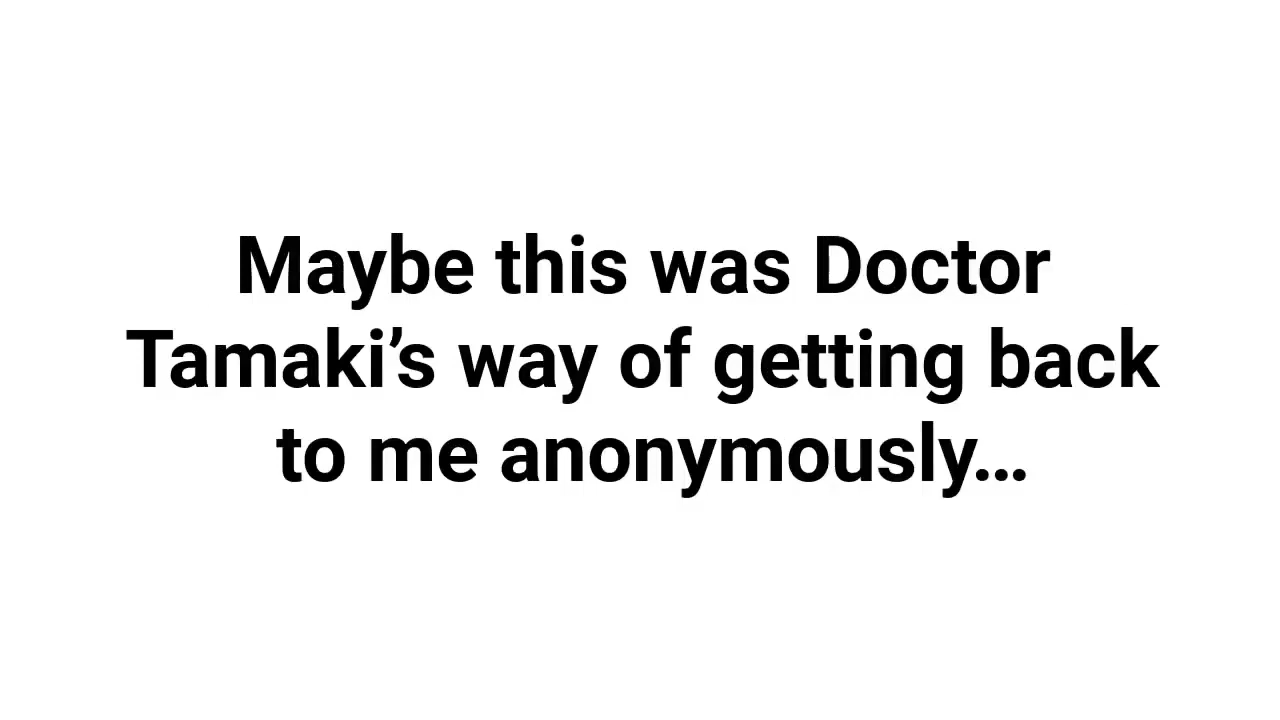 Maybe this was Doctor
Tamaki’s way of getting back
to me anonymously…